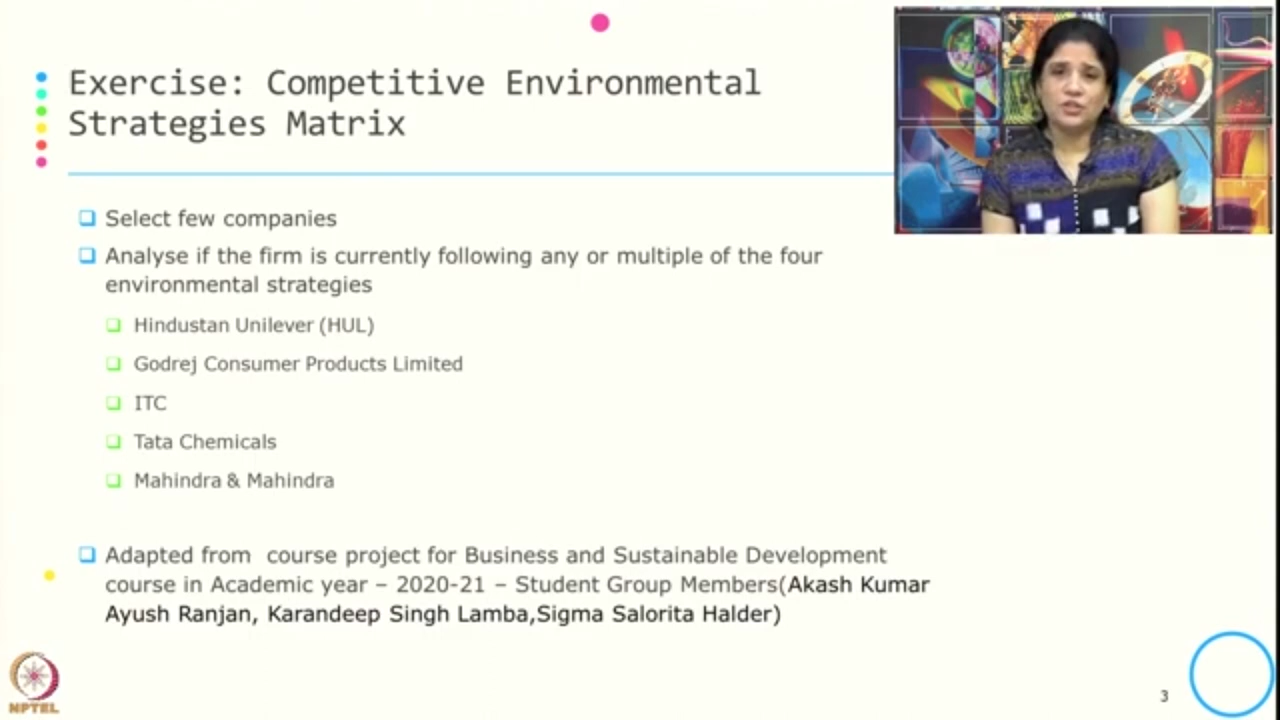 Exercise: Competitive Environmental
Strategies Matrix
Select few companies
Analyse if the firm is currently following any or multiple of the four
environmental strategies
Hindustan Unilever (HUL)
Godrej Consumer Products Limited
ITC
Tata Chemicals
Mahindra & Mahindra
Adapted from course project for Business and Sustainable Development
course in Academic year – 2020-21 – Student Group Members(Akash Kumar
Ayush Ranjan, Karandeep Singh Lamba,Sigma Salorita Halder)
NPTEL
3